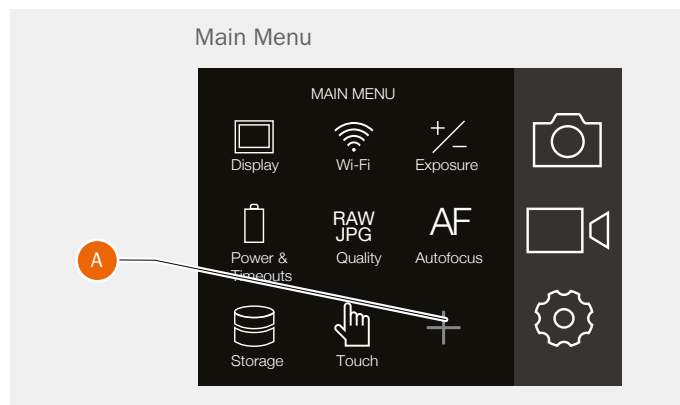 Main Menu
MAIN MENU
Display Wi-Fi Exposure
RAW
JPG
AF
Power &
Timeouts
Quality Autofocus
A
Storage Touch